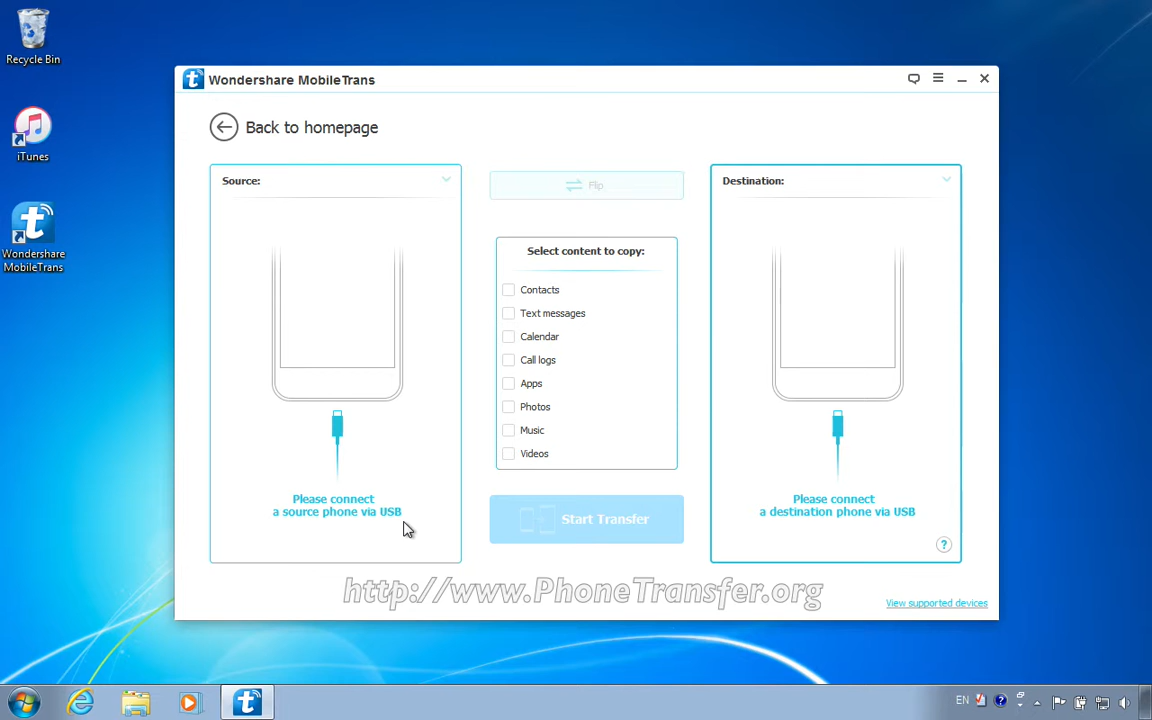 Recycle Bin
iTunes
Wondershare
MobileTrans
Wondershare MobileTrans
Back to homepage
Source:
Please connect
a source phone via USB
Flip
Select content to copy:
Contacts
Text messages
Calendar
Call logs
Apps
Photos
Music
Videos
Start Transfer
Destination:
Please connect
a destination phone via USB
?
http://www.PhoneTransfer.org
View supported devices
EN